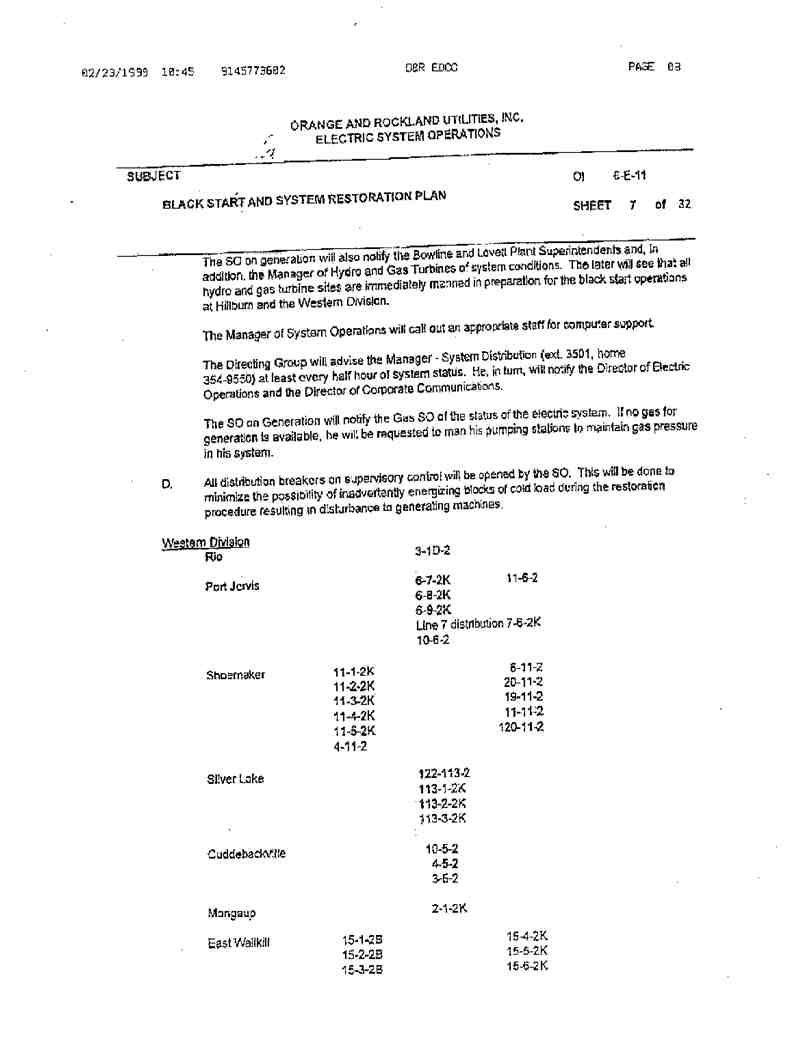 02/23/1999 10:45 9145773602 O&R EDCC PAGE 03
ORANGE AND ROCKLAND UTILITIES, INC.
ELECTRIC SYSTEM OPERATIONS
SUBJECT OI 6-E-11
BLACK START AND SYSTEM RESTORATION PLAN SHEET 7 of 32
The SO on generation will also notify the Bowline and Lovett Plant Superintendents and, in
addition, the Manager of Hydro and Gas Turbines of system conditions. The later will see that all
hydro and gas turbine sites are immediately manned in preparation for the black start operations
at Hillburn and the Western Division.
The Manager of System Operations will call out an appropriate staff for computer support.
The Directing Group will advise the Manager - System Distribution (ext. 3501, home
354-9550) at least every half hour of system status. He, in turn, will notify the Director of Electric
Operations and the Director of Corporate Communications.
The SO on Generation will notify the Gas SO of the status of the electric system. If no gas for
generation is available, he will be requested to man his pumping stations to maintain gas pressure
in his system.
D. All distribution breakers on supervisory control will be opened by the SO. This will be done to
minimize the possibility of inadvertently energizing blocks of cold load during the restoration
procedure resulting in disturbance to generating machines.
Western Division
Rio 3-10-2
Port Jervis 6-7-2K 11-6-2
6-8-2K
6-9-2K
Line 7 distribution 7-6-2K
10-6-2
Shoemaker 11-1-2K 6-11-2
11-2-2K 20-11-2
11-3-2K 19-11-2
11-4-2K 11-11-2
11-5-2K 120-11-2
4-11-2
Silver Lake 122-113-2
113-1-2K
113-2-2K
113-3-2K
Cuddebackville 10-5-2
4-5-2
3-5-2
Mongaup 2-1-2K
East Wallkill 15-1-2B 15-4-2K
15-2-2B 15-5-2K
15-3-2B 15-6-2K